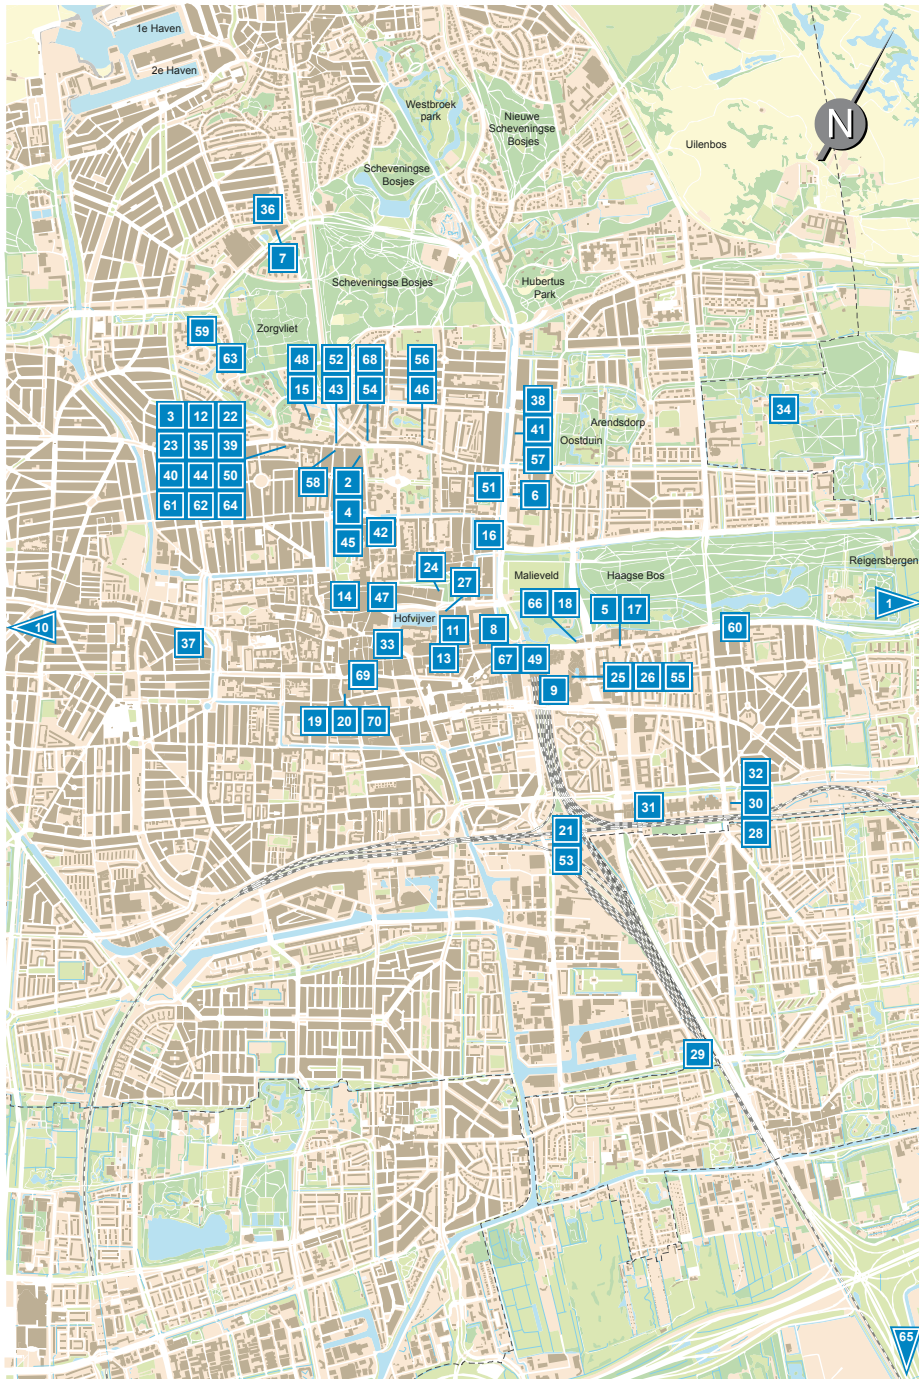 1e Haven
2e Haven
N
Westbroek
park
Nieuwe
Scheveningse
Bosjes
Uilenbos
Scheveningse
Bosjes
36
7
Scheveningse Bosjes
Hubertus
Park
59
Zorgvliet
63
48 52 68 56
15 43 54 46
38
34
3 12 22
41
Arendsdorp
Oostduin
23 35 39
57
40 44 50
58
2
51
6
61 62 64
4
42
45
16
24
27
Malieveld
Haagse Bos
Reigersbergen
14
47
66 18
5 17
1
Hofvijver
10
11
8
60
37
33
13
67 49
69
9
25 26 55
19 20 70
32
31
30
21
28
53
29
65